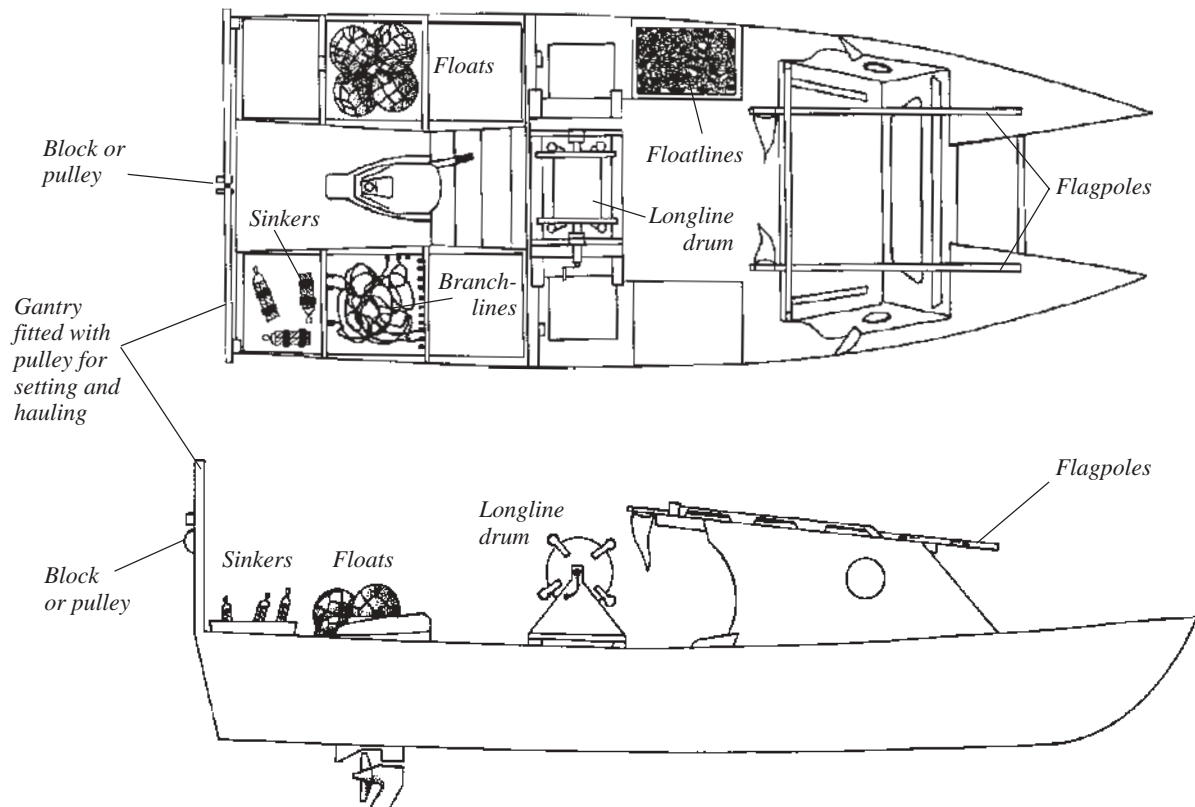 Floats
Block or
pulley
Floatlines
Flagpoles
Sinkers
Longline
drum
Branch-
lines
Gantry
fitted with
pulley for
setting and
hauling
Flagpoles
Longline
drum
Sinkers
Floats
Block
or pulley